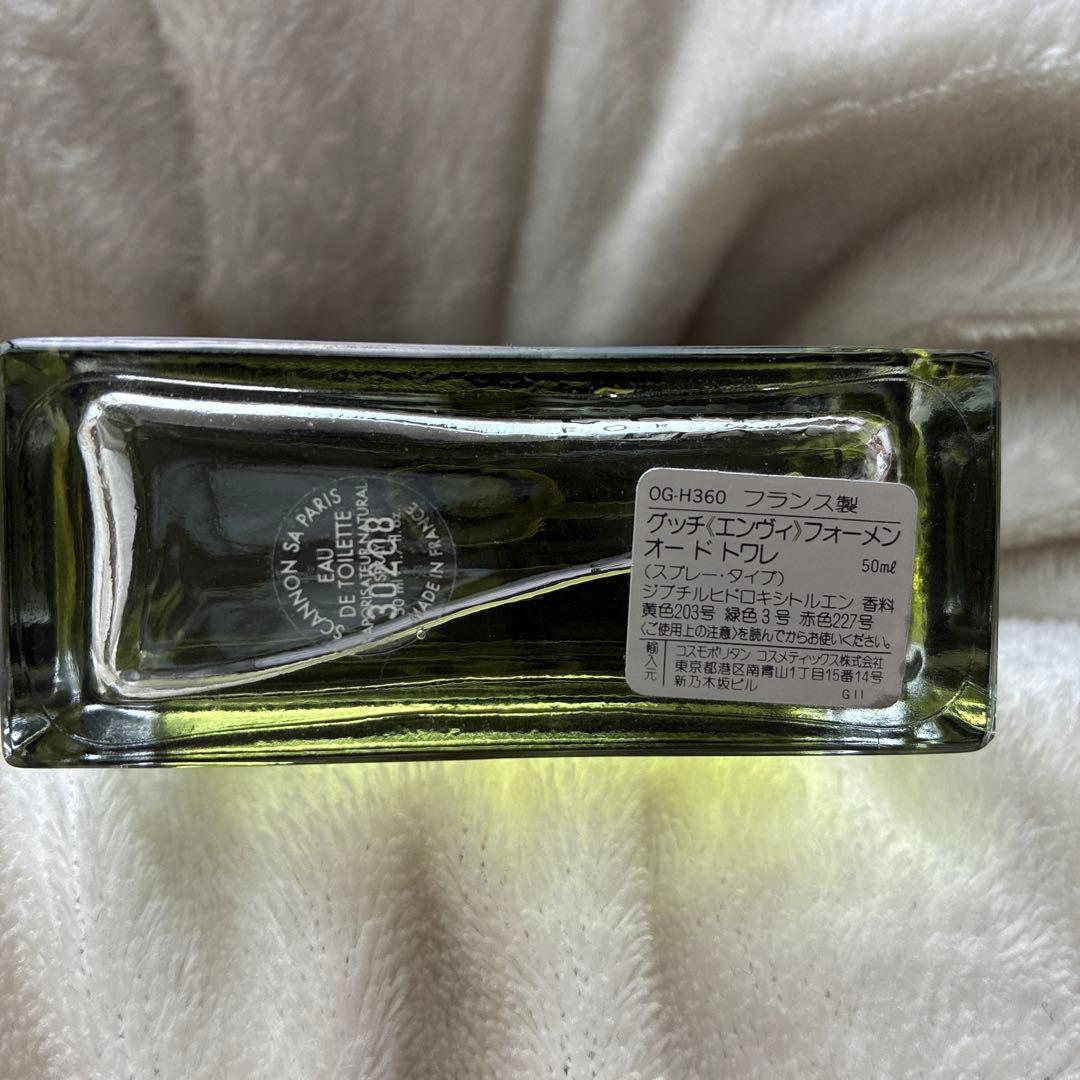 SCANNON SA PARIS
EAU
DE TOILETTE
VAPORISATEUR NATURAL
SPRAY
30208
MADE IN FRANCE
OG-H360 フランス製
グッチ《エンヴィ》フォーメン
オー ド トワレ 50ml
(スプレー・タイプ)
ジブチルヒドロキシトルエン 香料
黄色203号 緑色3号 赤色227号
〈ご使用上の注意〉を読んでからお使いください。
輸入元
コスモポリタン コスメティックス株式会社
東京都港区南青山1丁目15番14号
新乃木坂ビル G11